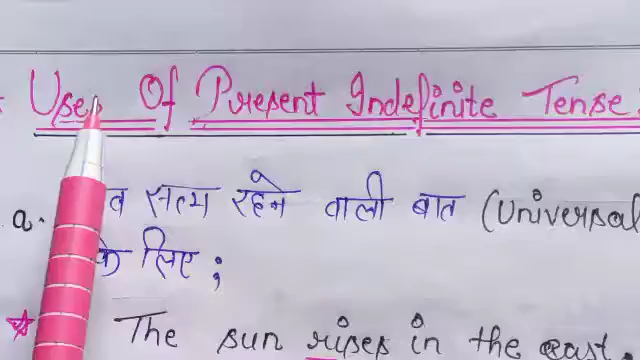 Uses Of Present Indefinite Tense:
a. सत्य रहने वाली बात (Universal
के लिए ;
The sun rises in the east.